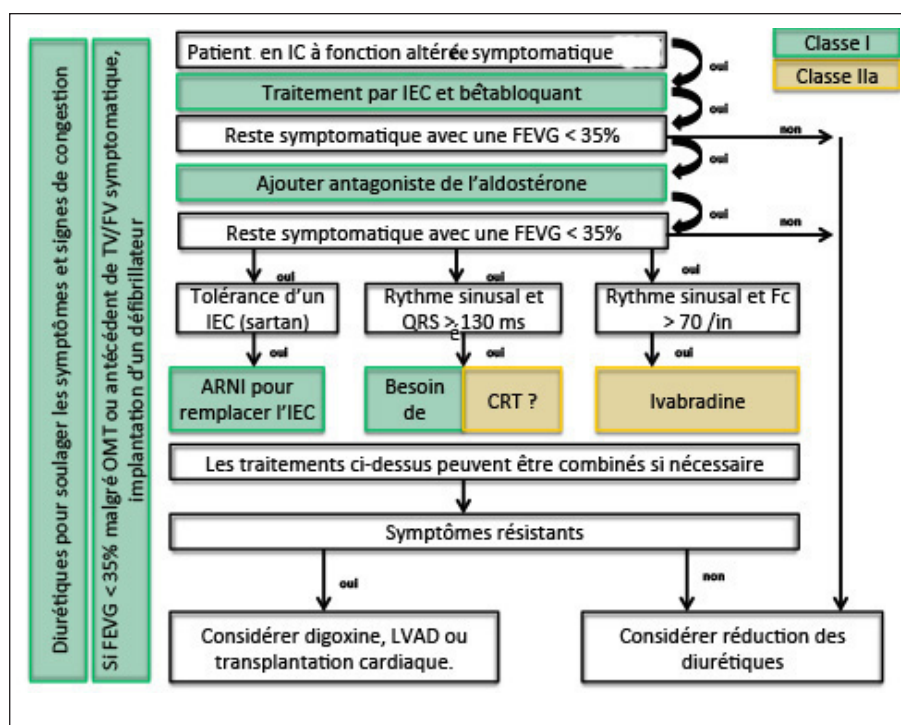 Diurétiques pour soulager les symptômes et signes de congestion
Si FEVG < 35% malgré OMT ou antécédent de TV/FV symptomatique,
implantation d'un défibrillateur
Patient en IC à fonction altérée symptomatique
oui
Classe I
Classe IIa
Traitement par IEC et bêtabloquant
oui
Reste symptomatique avec une FEVG < 35%
non
oui
Ajouter antagoniste de l'aldostérone
oui
non
Reste symptomatique avec une FEVG < 35%
oui
oui
oui
Tolérance d'un
IEC (sartan)
Rythme sinusal et
QRS > 130 ms
Rythme sinusal et Fc
> 70 /in
oui
oui
oui
ARNI pour
remplacer l'IEC
Besoin
de
CRT ?
Ivabradine
Les traitements ci-dessus peuvent être combinés si nécessaire
Symptômes résistants
oui
non
Considérer digoxine, LVAD ou
transplantation cardiaque.
Considérer réduction des
diurétiques